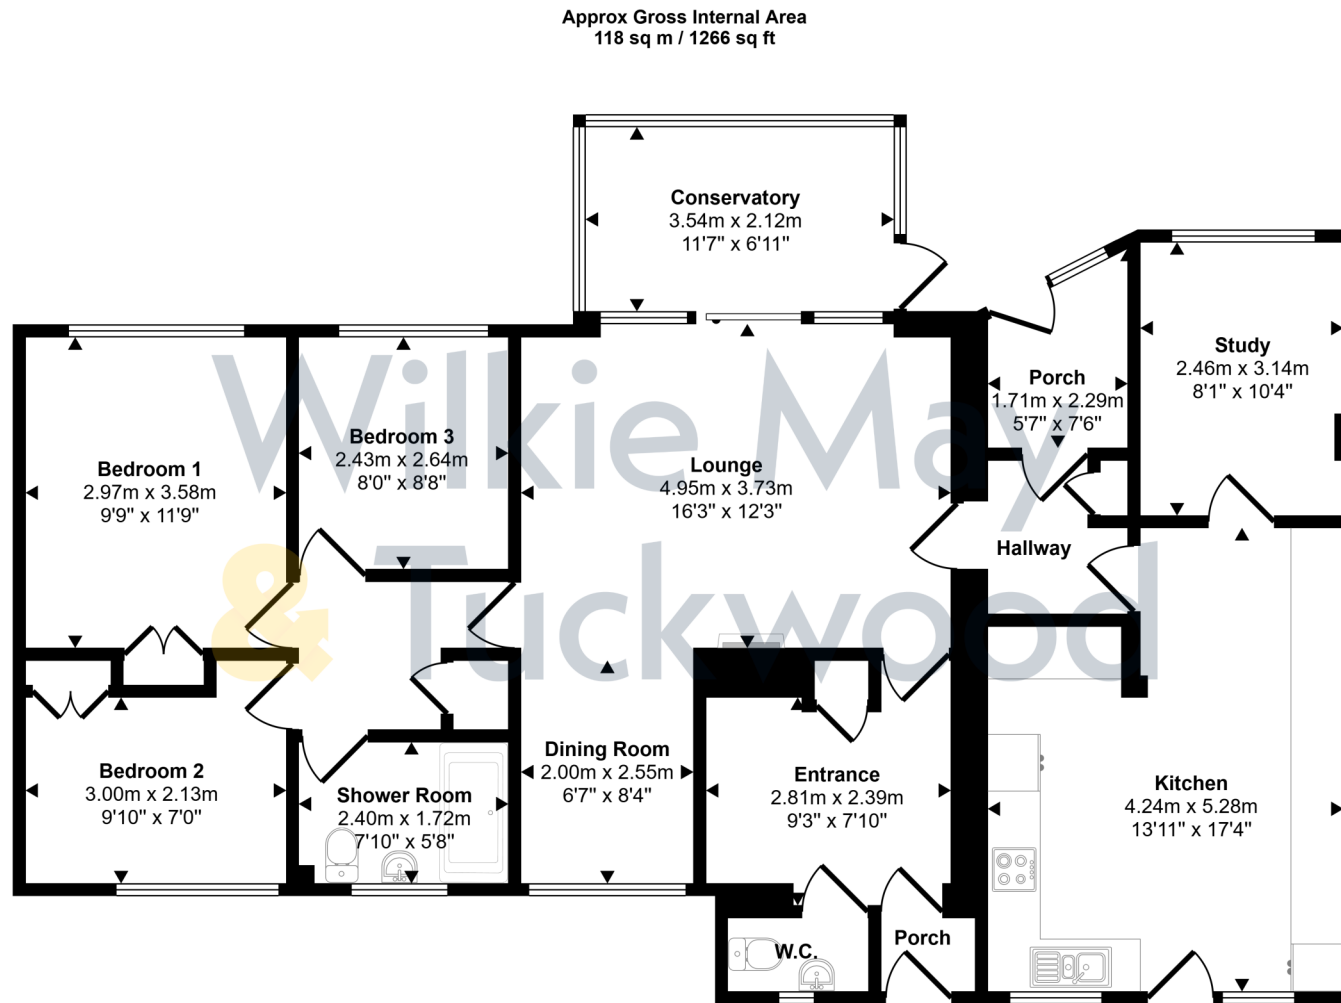 Approx Gross Internal Area
118 sq m / 1266 sq ft
Conservatory
3.54m x 2.12m
11'7" x 6'11"
Study
2.46m x 3.14m
8'1" x 10'4"
Porch
1.71m x 2.29m
5'7" x 7'6"
Bedroom 3
2.43m x 2.64m
8'0" x 8'8"
Bedroom 1
2.97m x 3.58m
9'9" x 11'9"
Lounge
4.95m x 3.73m
16'3" x 12'3"
Wilkie May
& Tuckwood
Hallway
Bedroom 2
3.00m x 2.13m
9'10" x 7'0"
Shower Room
2.40m x 1.72m
7'10" x 5'8"
Dining Room
2.00m x 2.55m
6'7" x 8'4"
Entrance
2.81m x 2.39m
9'3" x 7'10"
Kitchen
4.24m x 5.28m
13'11" x 17'4"
W.C.
Porch